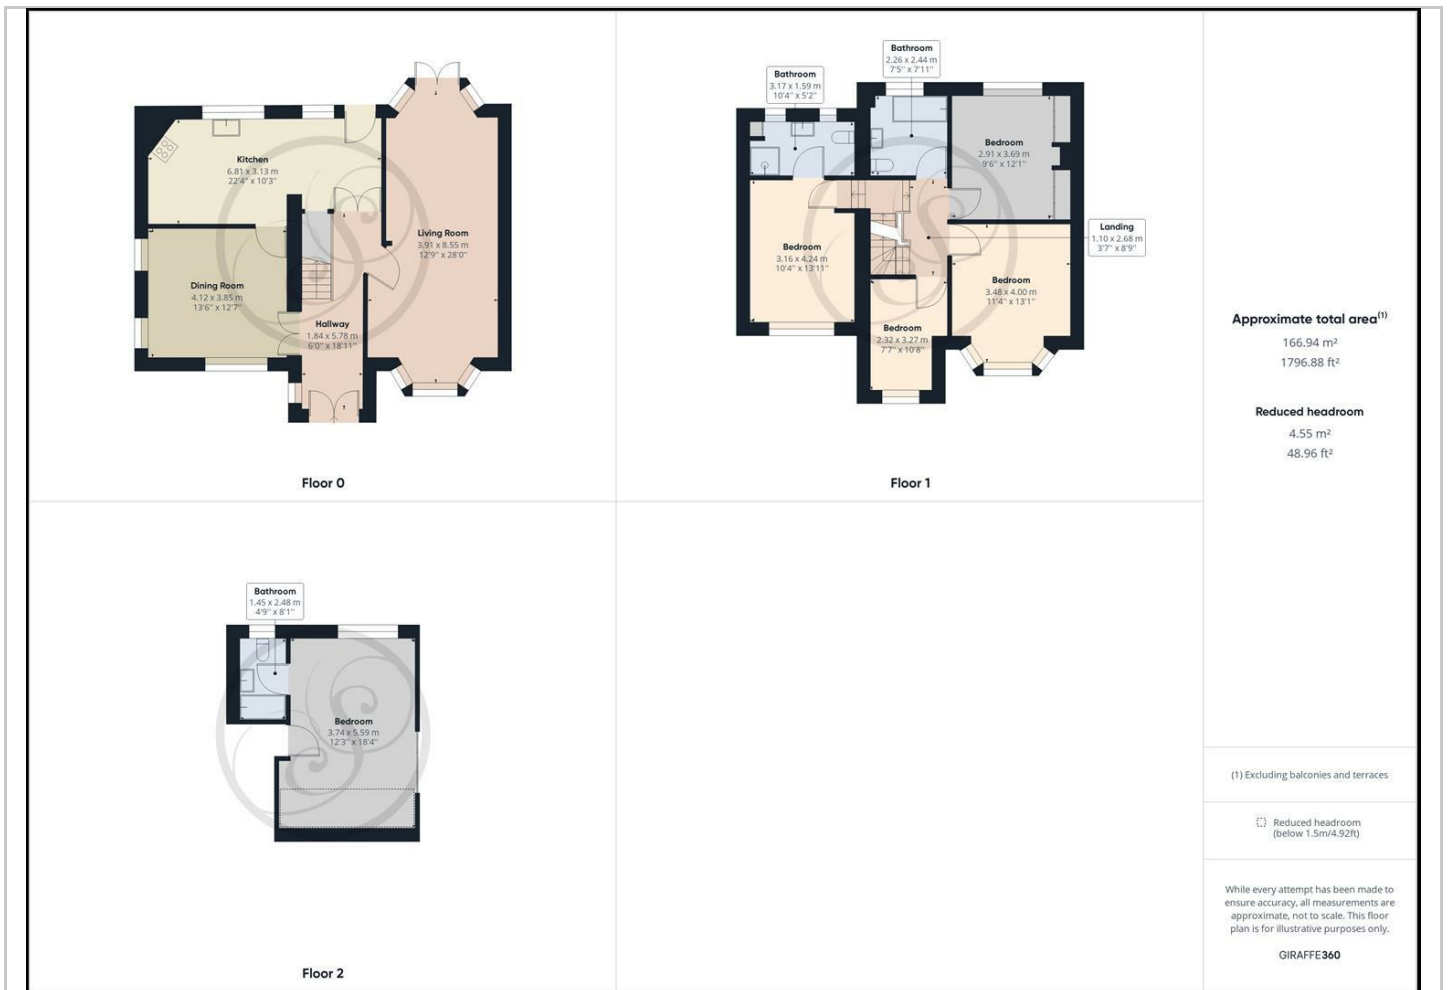 Kitchen
6.81 x 3.13 m
22'4" x 10'3"
Living Room
3.91 x 8.55 m
12'9" x 28'0"
Dining Room
4.12 x 3.85 m
13'6" x 12'7"
Hallway
1.84 x 5.78 m
6'0" x 18'11"
Floor 0
Bathroom
3.17 x 1.59 m
10'4" x 5'2"
Bathroom
2.26 x 2.44 m
7'5" x 7'11"
Bedroom
2.91 x 3.69 m
9'6" x 12'1"
Landing
1.10 x 2.68 m
3'7" x 8'9"
Bedroom
3.16 x 4.24 m
10'4" x 13'11"
Bedroom
3.48 x 4.00 m
11'4" x 13'1"
Bedroom
2.32 x 3.27 m
7'7" x 10'8"
Floor 1
Bathroom
1.45 x 2.48 m
4'9" x 8'1"
Bedroom
3.74 x 5.59 m
12'3" x 18'4"
Floor 2
Approximate total area(1)
166.94 m²
1796.88 ft²
Reduced headroom
4.55 m²
48.96 ft²
(1) Excluding balconies and terraces
Reduced headroom
(below 1.5m/4.92ft)
While every attempt has been made to
ensure accuracy, all measurements are
approximate, not to scale. This floor
plan is for illustrative purposes only.
GIRAFFE360